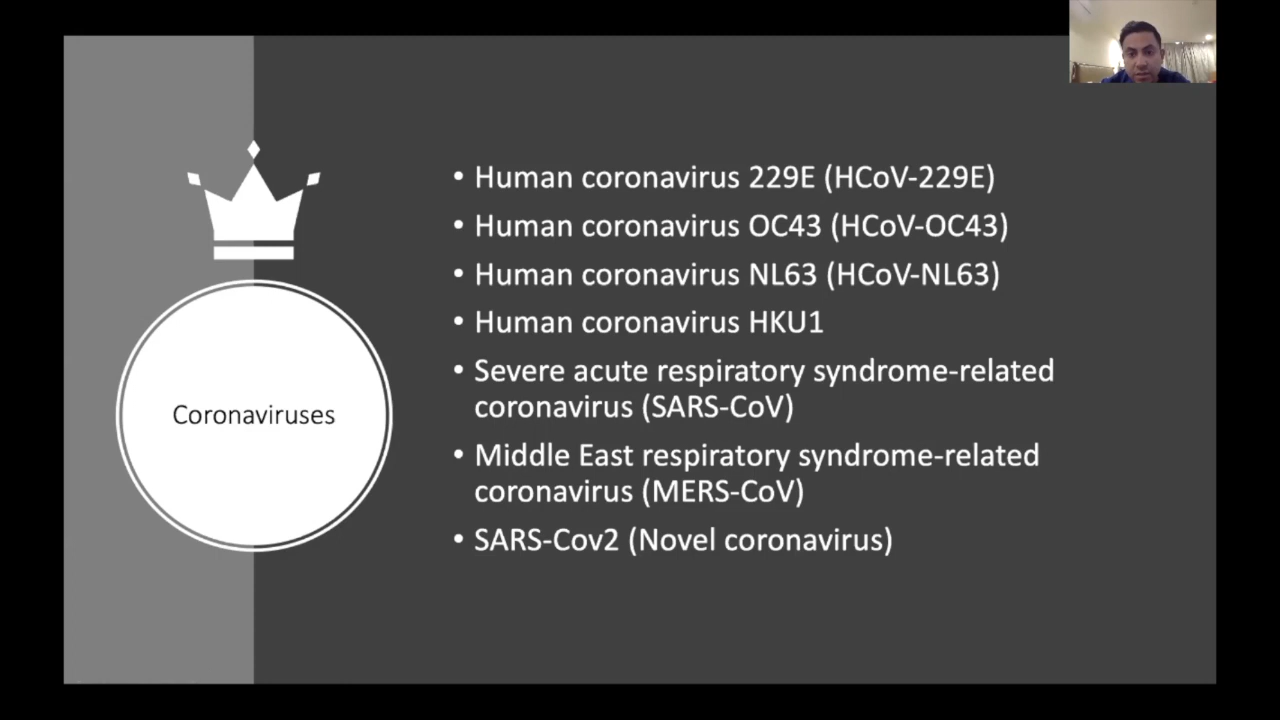 Coronaviruses
• Human coronavirus 229E (HCoV-229E)
• Human coronavirus OC43 (HCoV-OC43)
• Human coronavirus NL63 (HCoV-NL63)
• Human coronavirus HKU1
• Severe acute respiratory syndrome-related
coronavirus (SARS-CoV)
• Middle East respiratory syndrome-related
coronavirus (MERS-CoV)
• SARS-Cov2 (Novel coronavirus)